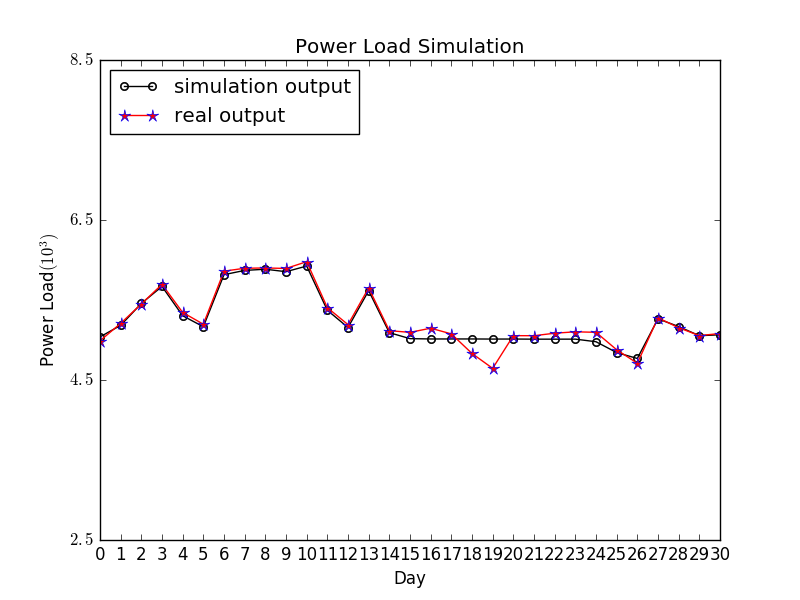 Power Load Simulation
8.5
simulation output
real output
6.5
Power Load(10^3)
4.5
2.5
0 1 2 3 4 5 6 7 8 9 10 11 12 13 14 15 16 17 18 19 20 21 22 23 24 25 26 27 28 29 30
Day